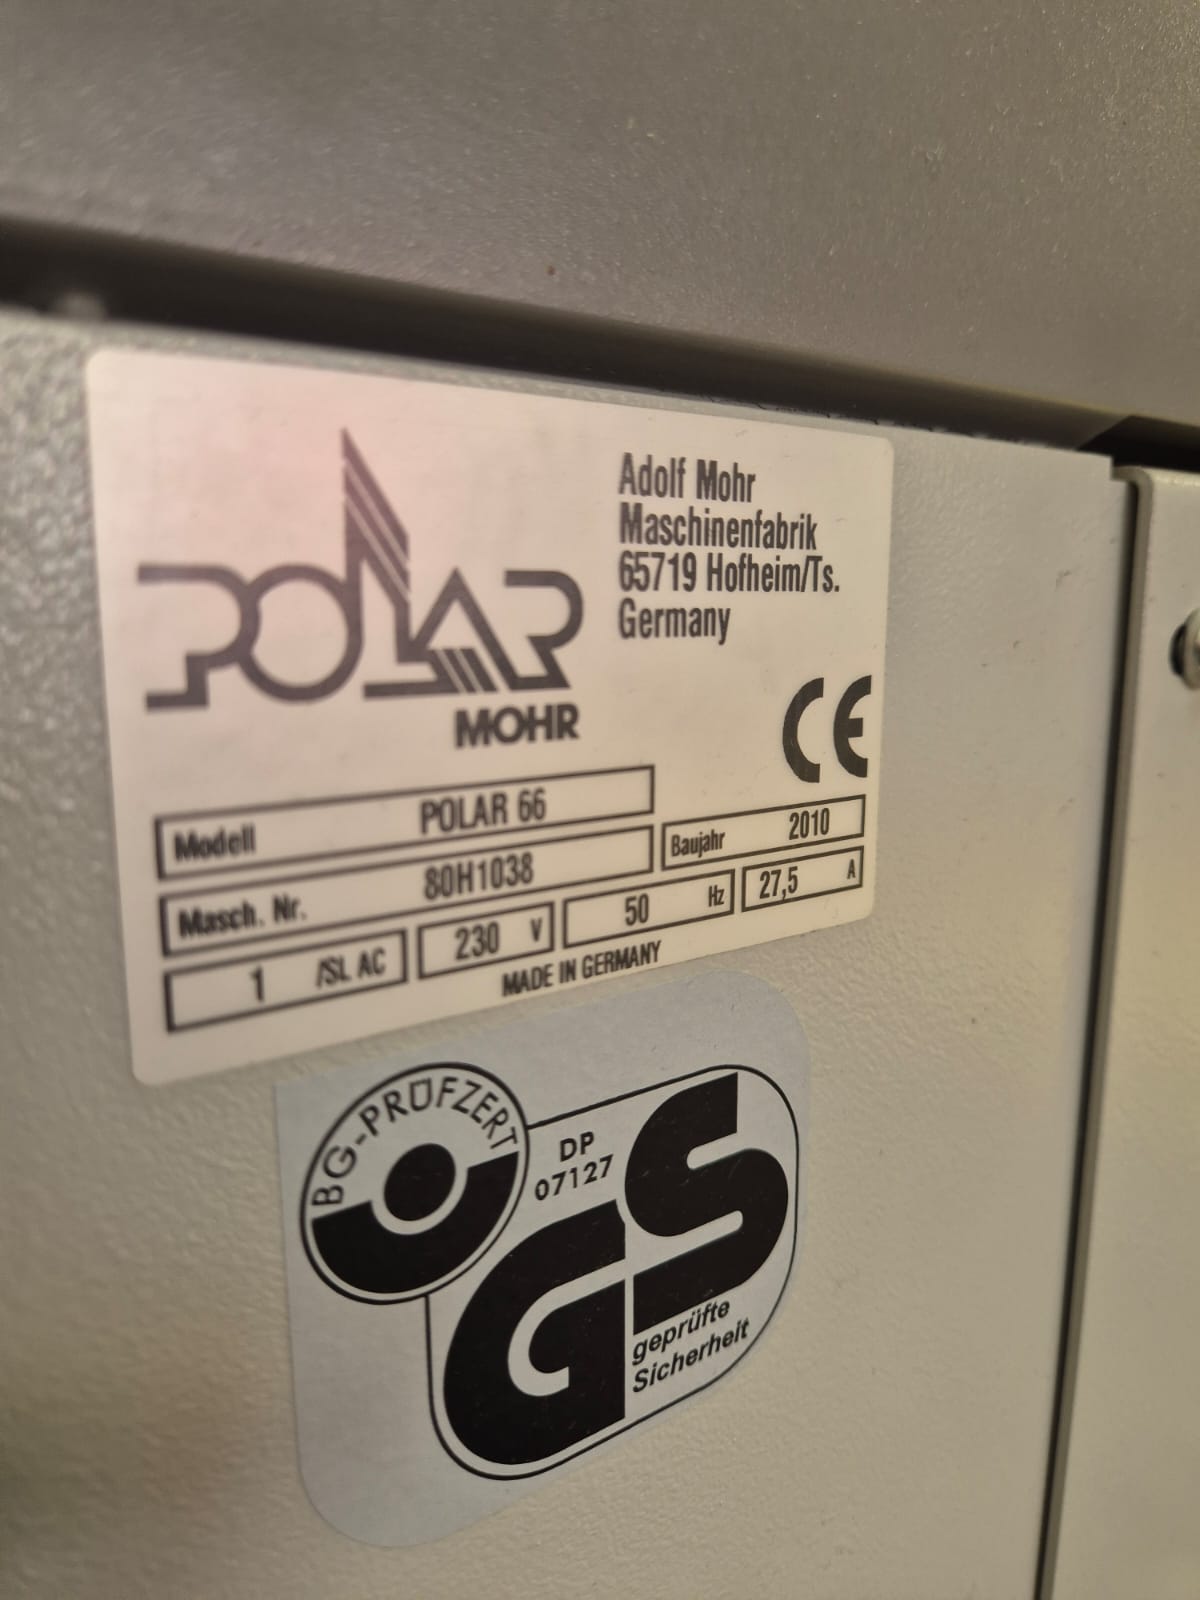 POLAR
MOHR
Adolf Mohr
Maschinenfabrik
65719 Hofheim/Ts.
Germany
CE
Modell POLAR 66
Masch. Nr. 80H1038
Baujahr 2010
1 /SL AC 230 V 50 Hz 27,5 A
MADE IN GERMANY
BG-PRÜFZERT
DP
07127
GS
geprüfte
Sicherheit